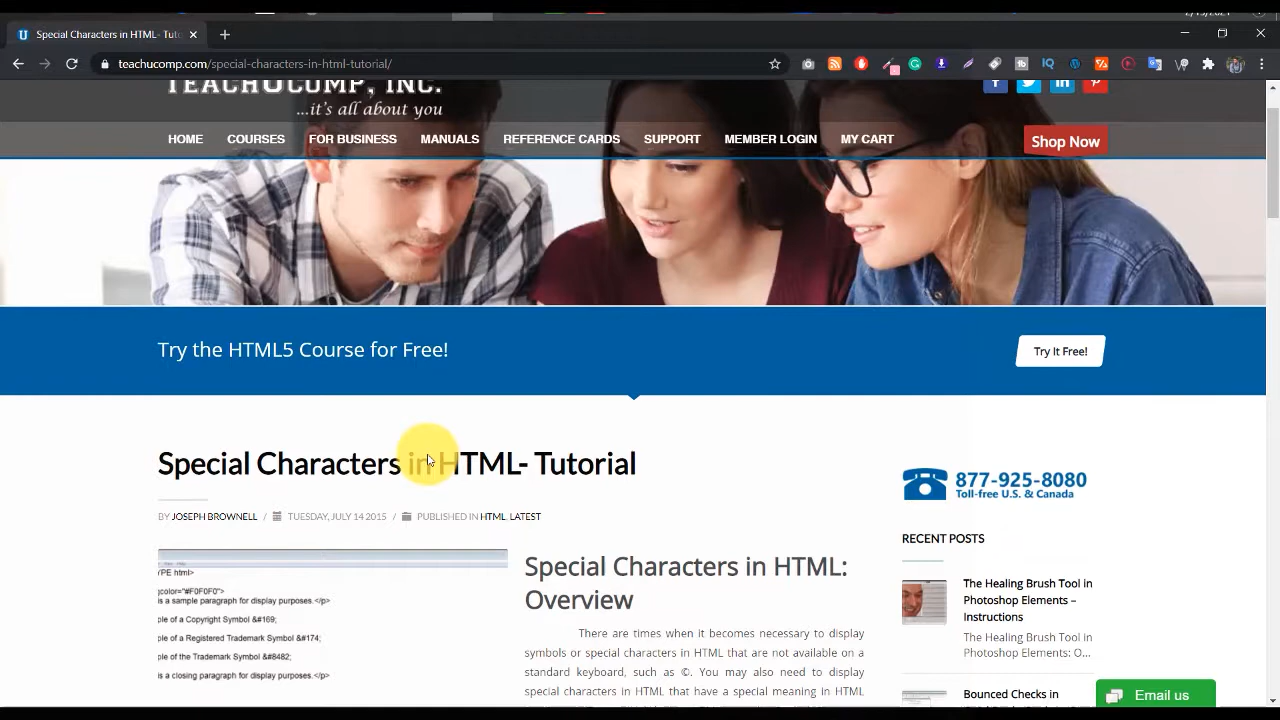 Special Characters in HTML- Tuto
teachucomp.com/special-characters-in-html-tutorial/
TEACHUCOMP, INC.
...it's all about you
HOME COURSES FOR BUSINESS MANUALS REFERENCE CARDS SUPPORT MEMBER LOGIN MY CART
Shop Now
Try the HTML5 Course for Free!
Try It Free!
Special Characters in HTML- Tutorial
BY JOSEPH BROWNELL / TUESDAY, JULY 14 2015 / PUBLISHED IN HTML, LATEST
877-925-8080
Toll-free U.S. & Canada
RECENT POSTS
The Healing Brush Tool in
Photoshop Elements –
Instructions
The Healing Brush Tool in
Photoshop Elements: O...
Bounced Checks in
YPE html>
gcolor="#F0F0F0">
is a sample paragraph for display purposes.</p>
ple of a Copyright Symbol &#169;
ple of a Registered Trademark Symbol &#174;
ple of the Trademark Symbol &#8482;
is a closing paragraph for display purposes.</p>
Special Characters in HTML:
Overview
There are times when it becomes necessary to display
symbols or special characters in HTML that are not available on a
standard keyboard, such as ©. You may also need to display
special characters in HTML that have a special meaning in HTML
Email us